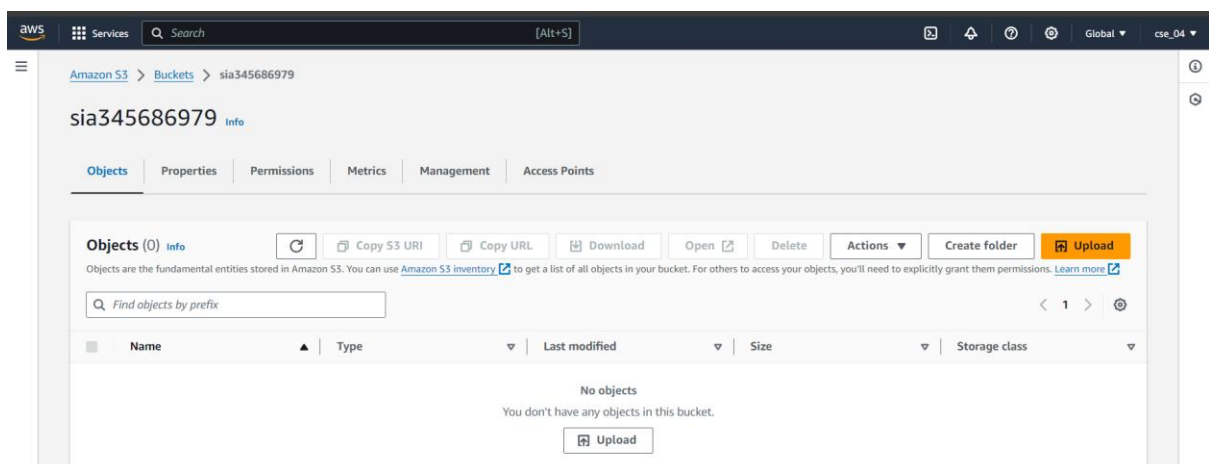 aws Services Search [Alt+S] Global ▼ cse_04 ▼
Amazon S3 > Buckets > sia345686979
sia345686979 Info
Objects Properties Permissions Metrics Management Access Points
Objects (0) Info Copy S3 URI Copy URL Download Open Delete Actions ▼ Create folder Upload
Objects are the fundamental entities stored in Amazon S3. You can use Amazon S3 inventory to get a list of all objects in your bucket. For others to access your objects, you'll need to explicitly grant them permissions. Learn more
Find objects by prefix < 1 >
Name ▲ Type Last modified Size Storage class
No objects
You don't have any objects in this bucket.
Upload